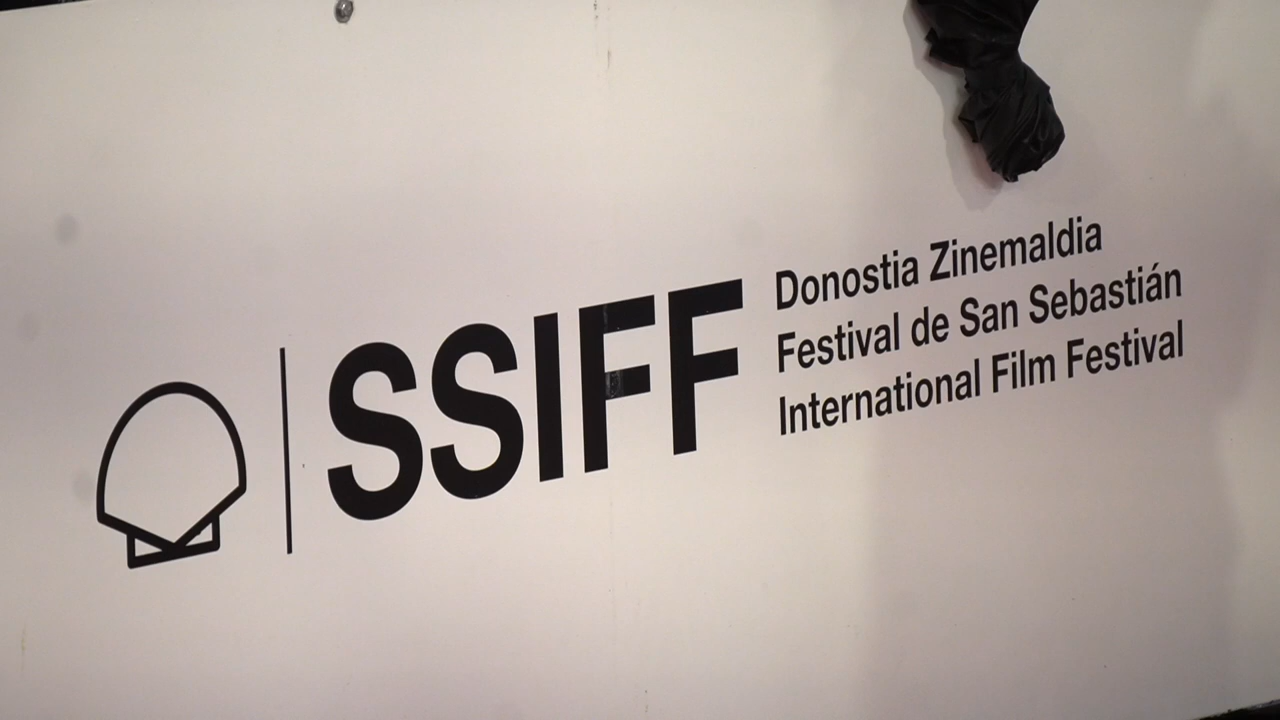 SSIFF
Donostia Zinemaldia
Festival de San Sebastián
International Film Festival